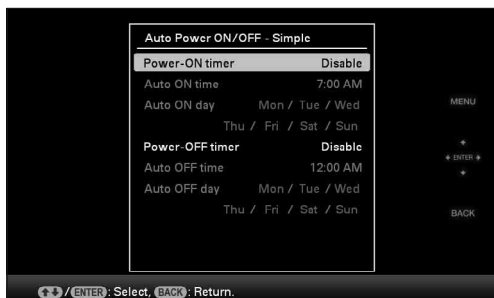 Auto Power ON/OFF - Simple
Power-ON timer Disable
Auto ON time 7:00 AM
Auto ON day Mon / Tue / Wed
Thu / Fri / Sat / Sun
Power-OFF timer Disable
Auto OFF time 12:00 AM
Auto OFF day Mon / Tue / Wed
Thu / Fri / Sat / Sun
MENU
ENTER
BACK
/ ENTER : Select, BACK : Return.